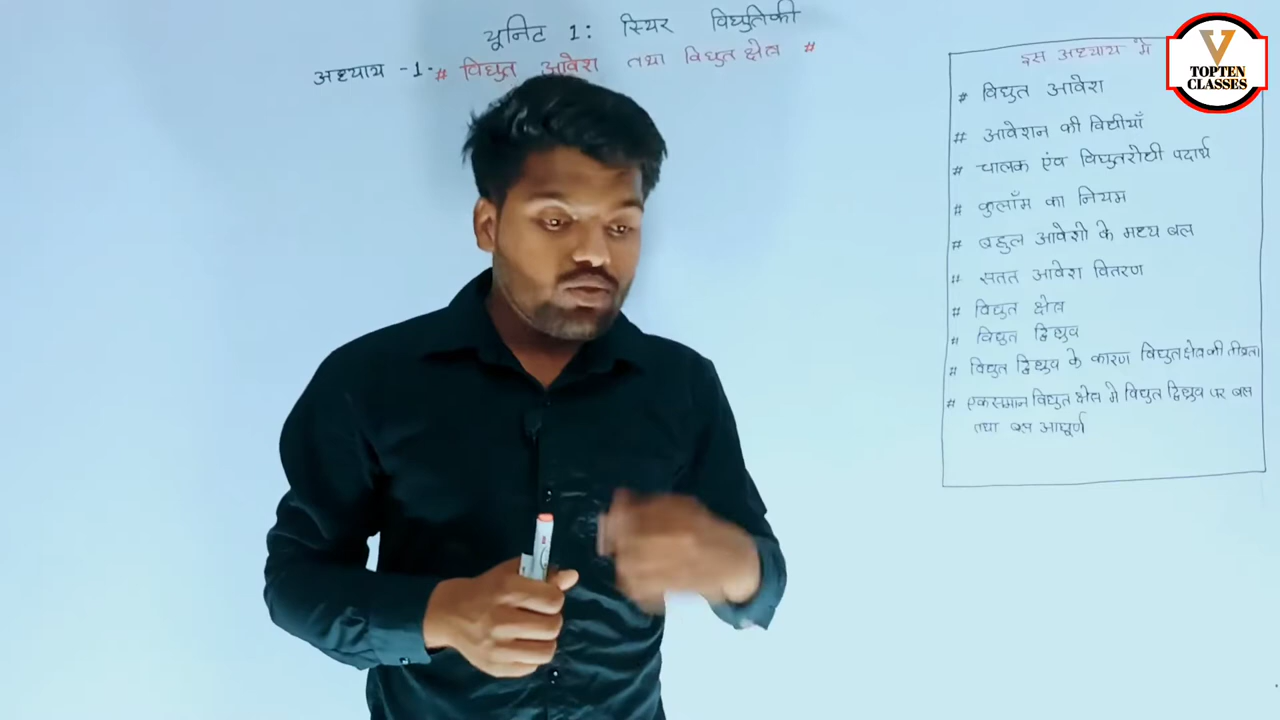 यूनिट 1: स्थिर विद्युतिकी
अध्याय -1- # विद्युत आवेश तथा विद्युत क्षेत्र #
इस अध्याय में
# विद्युत आवेश
# आवेशन की विधीयाँ
# चालक एंव विद्युतरोधी पदार्थ
# कुलाँम का नियम
# बहुल आवेशो के मध्य बल
# सतत आवेश वितरण
# विद्युत क्षेत्र
# विद्युत द्विध्रुव
# विद्युत द्विध्रुव के कारण विद्युत क्षेत्र की तीव्रता
# एकसमान विद्युत क्षेत्र मे विद्युत द्विध्रुव पर बल
तथा बल आघूर्ण
V
TOPTEN
CLASSES